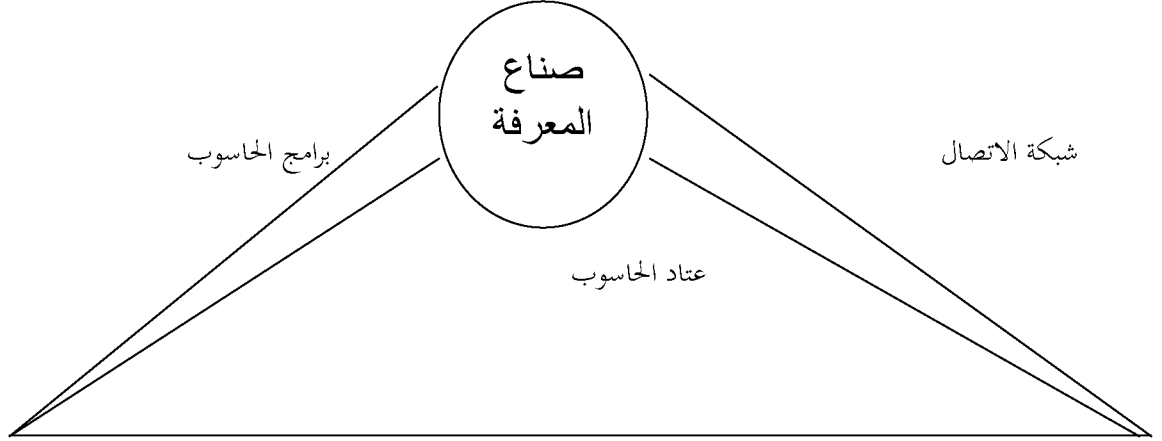 صناع
المعرفة
شبكة الاتصال
برامج الحاسوب
عتاد الحاسوب